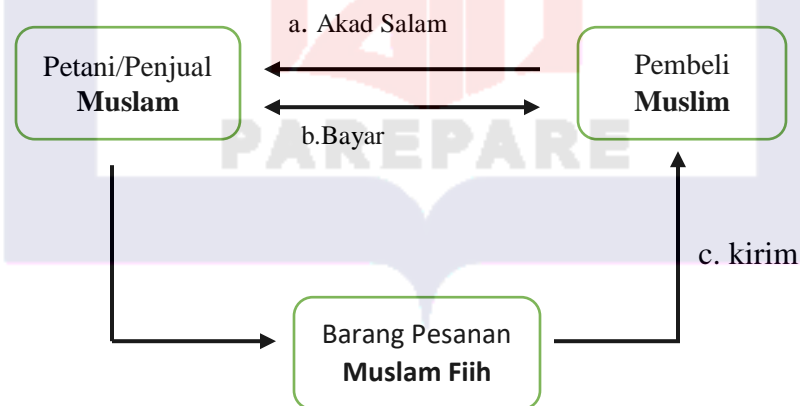 a. Akad Salam
Petani/Penjual
Muslam
Pembeli
Muslim
b.Bayar
PAREPARE
c. kirim
Barang Pesanan
Muslam Fiih